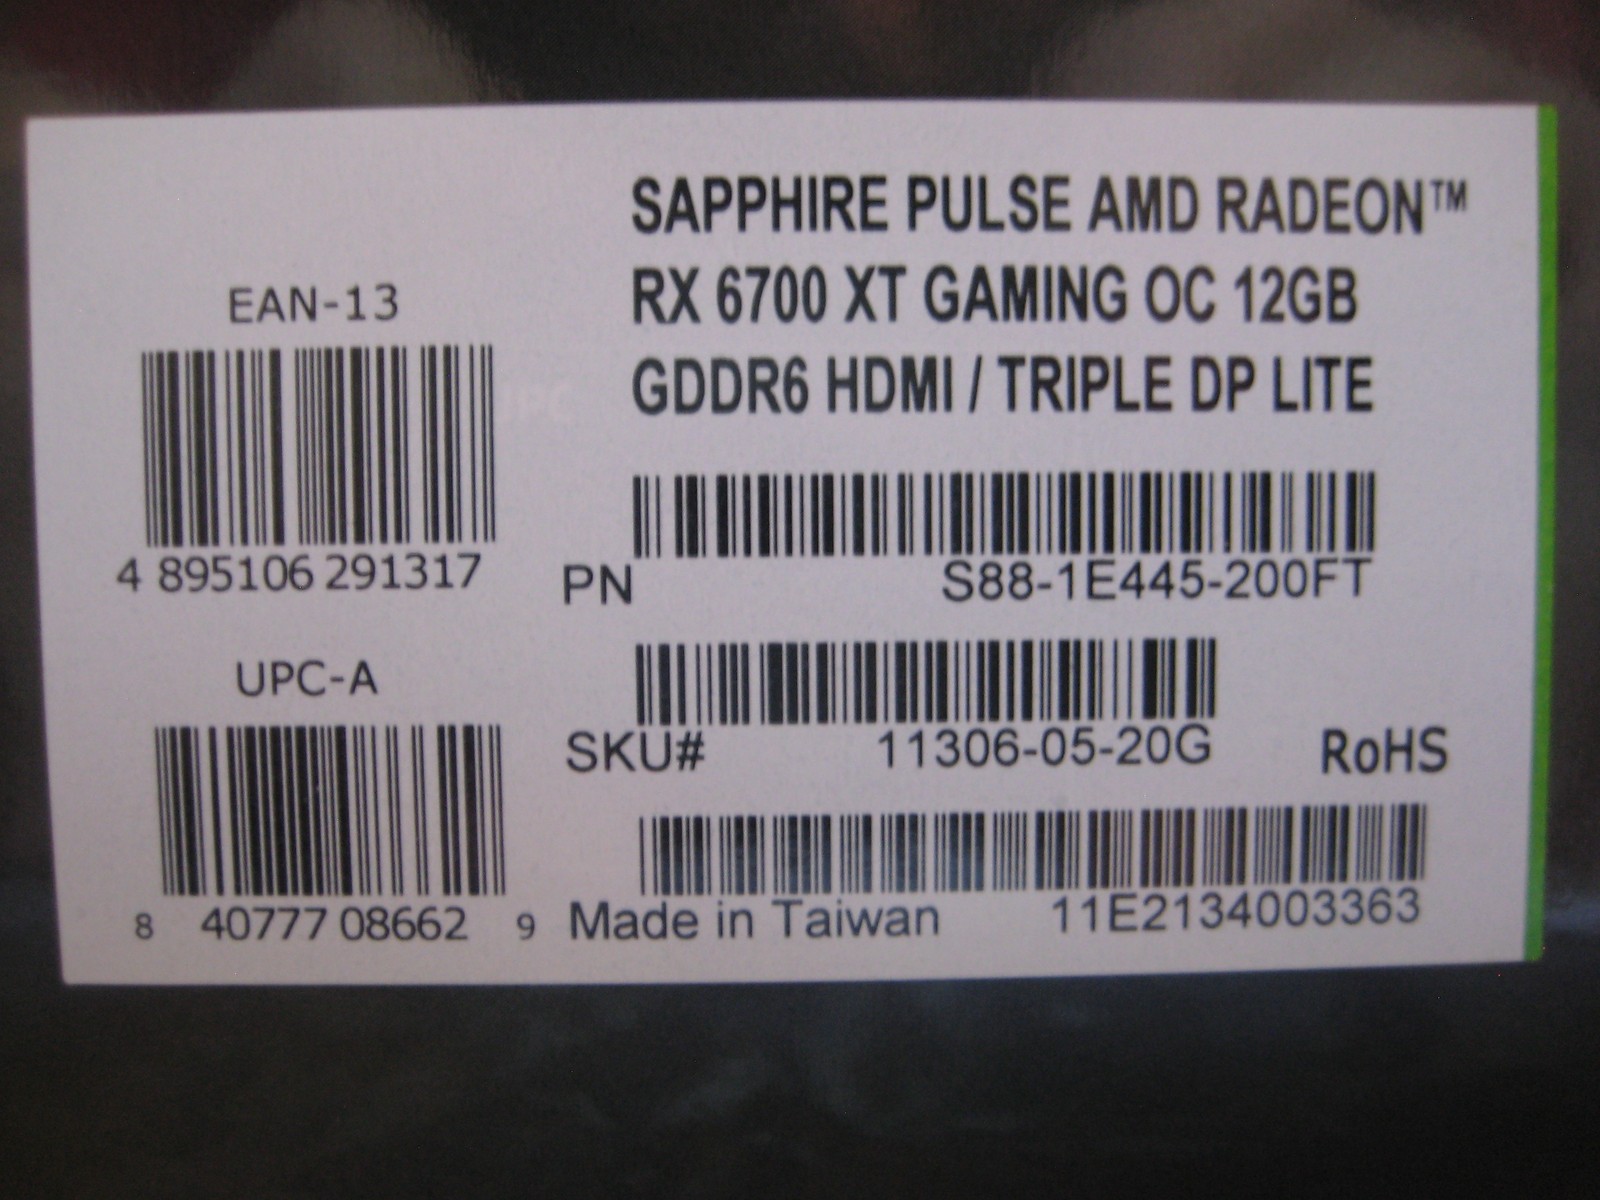 SAPPHIRE PULSE AMD RADEON™
RX 6700 XT GAMING OC 12GB
GDDR6 HDMI / TRIPLE DP LITE
EAN-13
4 895106 291317
PN S88-1E445-200FT
UPC-A
SKU# 11306-05-20G RoHS
8 40777 08662 9
Made in Taiwan 11E2134003363